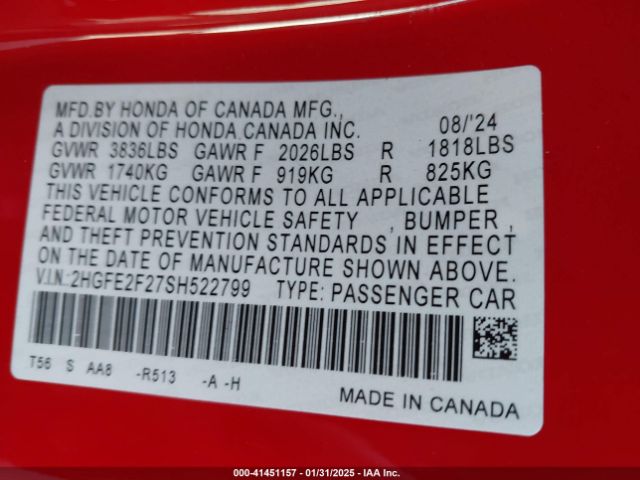 MFD.BY HONDA OF CANADA MFG.,
A DIVISION OF HONDA CANADA INC. 08/'24
GVWR 3836LBS GAWR F 2026LBS R 1818LBS
GVWR 1740KG GAWR F 919KG R 825KG
THIS VEHICLE CONFORMS TO ALL APPLICABLE
FEDERAL MOTOR VEHICLE SAFETY , BUMPER ,
AND THEFT PREVENTION STANDARDS IN EFFECT
ON THE DATE OF MANUFACTURE SHOWN ABOVE.
V.I.N.:2HGFE2F27SH522799 TYPE: PASSENGER CAR
T56 S AA8 -R513 -A -H
MADE IN CANADA
000-41451157 - 01/31/2025 - IAA Inc.